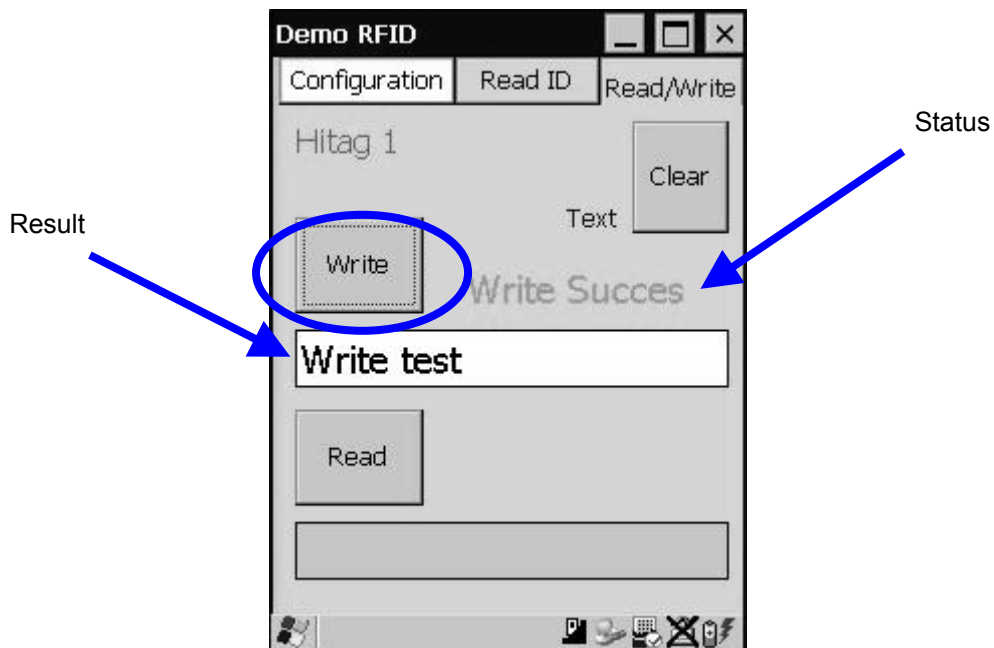 Demo RFID
Configuration Read ID Read/Write
Status
Hitag 1
Clear
Result
Text
Write
Write Succes
Write test
Read